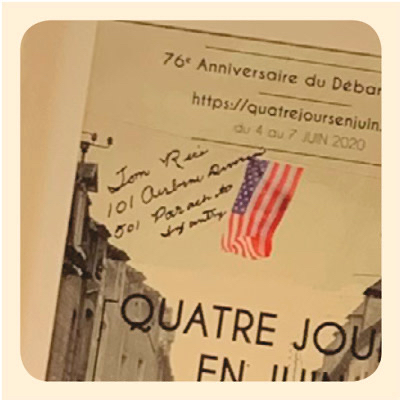 76e Anniversaire du Débar
https://quatrejoursenjuin.
du 4 au 7 JUIN 2020
Tom Rice
101 Airborne Division
501 Parachute
Infantry
QUATRE JOU
EN JUIN